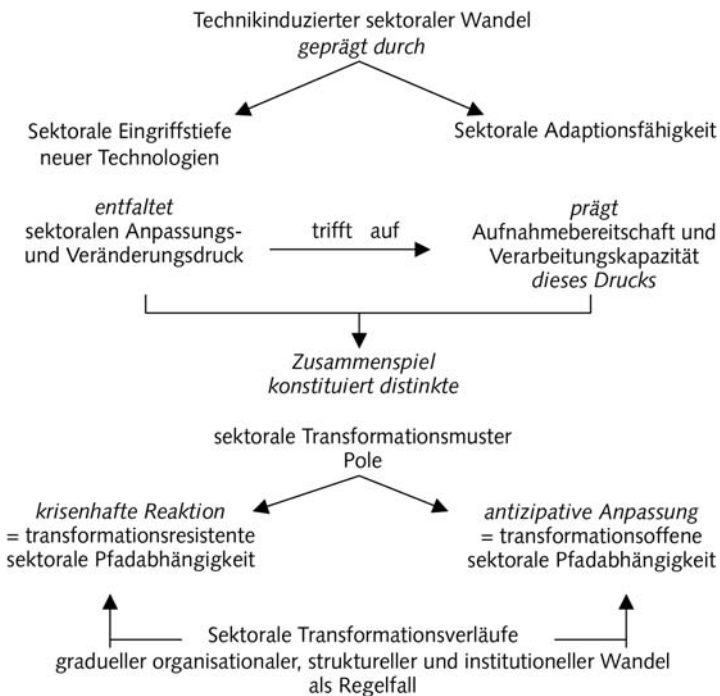 Technikinduzierter sektoraler Wandel
geprägt durch
Sektorale Eingriffstiefe
neuer Technologien
Sektorale Adaptionsfähigkeit
entfaltet
sektoralen Anpassungs-
und Veränderungsdruck
trifft auf
prägt
Aufnahmebereitschaft und
Verarbeitungskapazität
dieses Drucks
Zusammenspiel
konstituiert distinkte
sektorale Transformationsmuster
Pole
krisenhafte Reaktion
= transformationsresistente
sektorale Pfadabhängigkeit
antizipative Anpassung
= transformationsoffene
sektorale Pfadabhängigkeit
Sektorale Transformationsverläufe
gradueller organisationaler, struktureller und institutioneller Wandel
als Regelfall